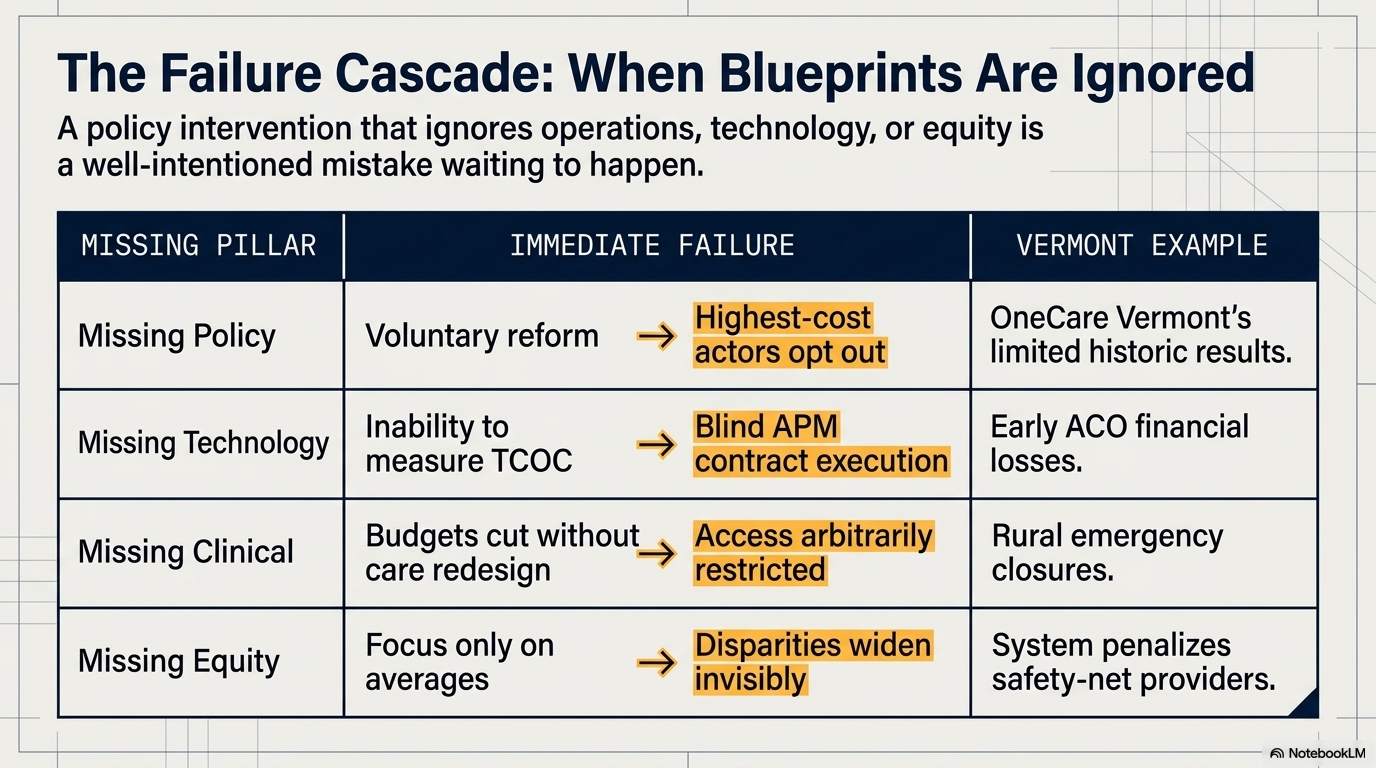 The Failure Cascade: When Blueprints Are Ignored
A policy intervention that ignores operations, technology, or equity is
a well-intentioned mistake waiting to happen.
MISSING PILLAR
IMMEDIATE FAILURE
VERMONT EXAMPLE
Missing Policy
Voluntary reform
→
Highest-cost
actors opt out
OneCare Vermont's
limited historic results.
Missing Technology
Inability to
measure TCOC
→
Blind APM
contract execution
Early ACO financial
losses.
Missing Clinical
Budgets cut without
care redesign
→
Access arbitrarily
restricted
Rural emergency
closures.
Missing Equity
Focus only on
averages
→
Disparities widen
invisibly
System penalizes
safety-net providers.
NotebookLM